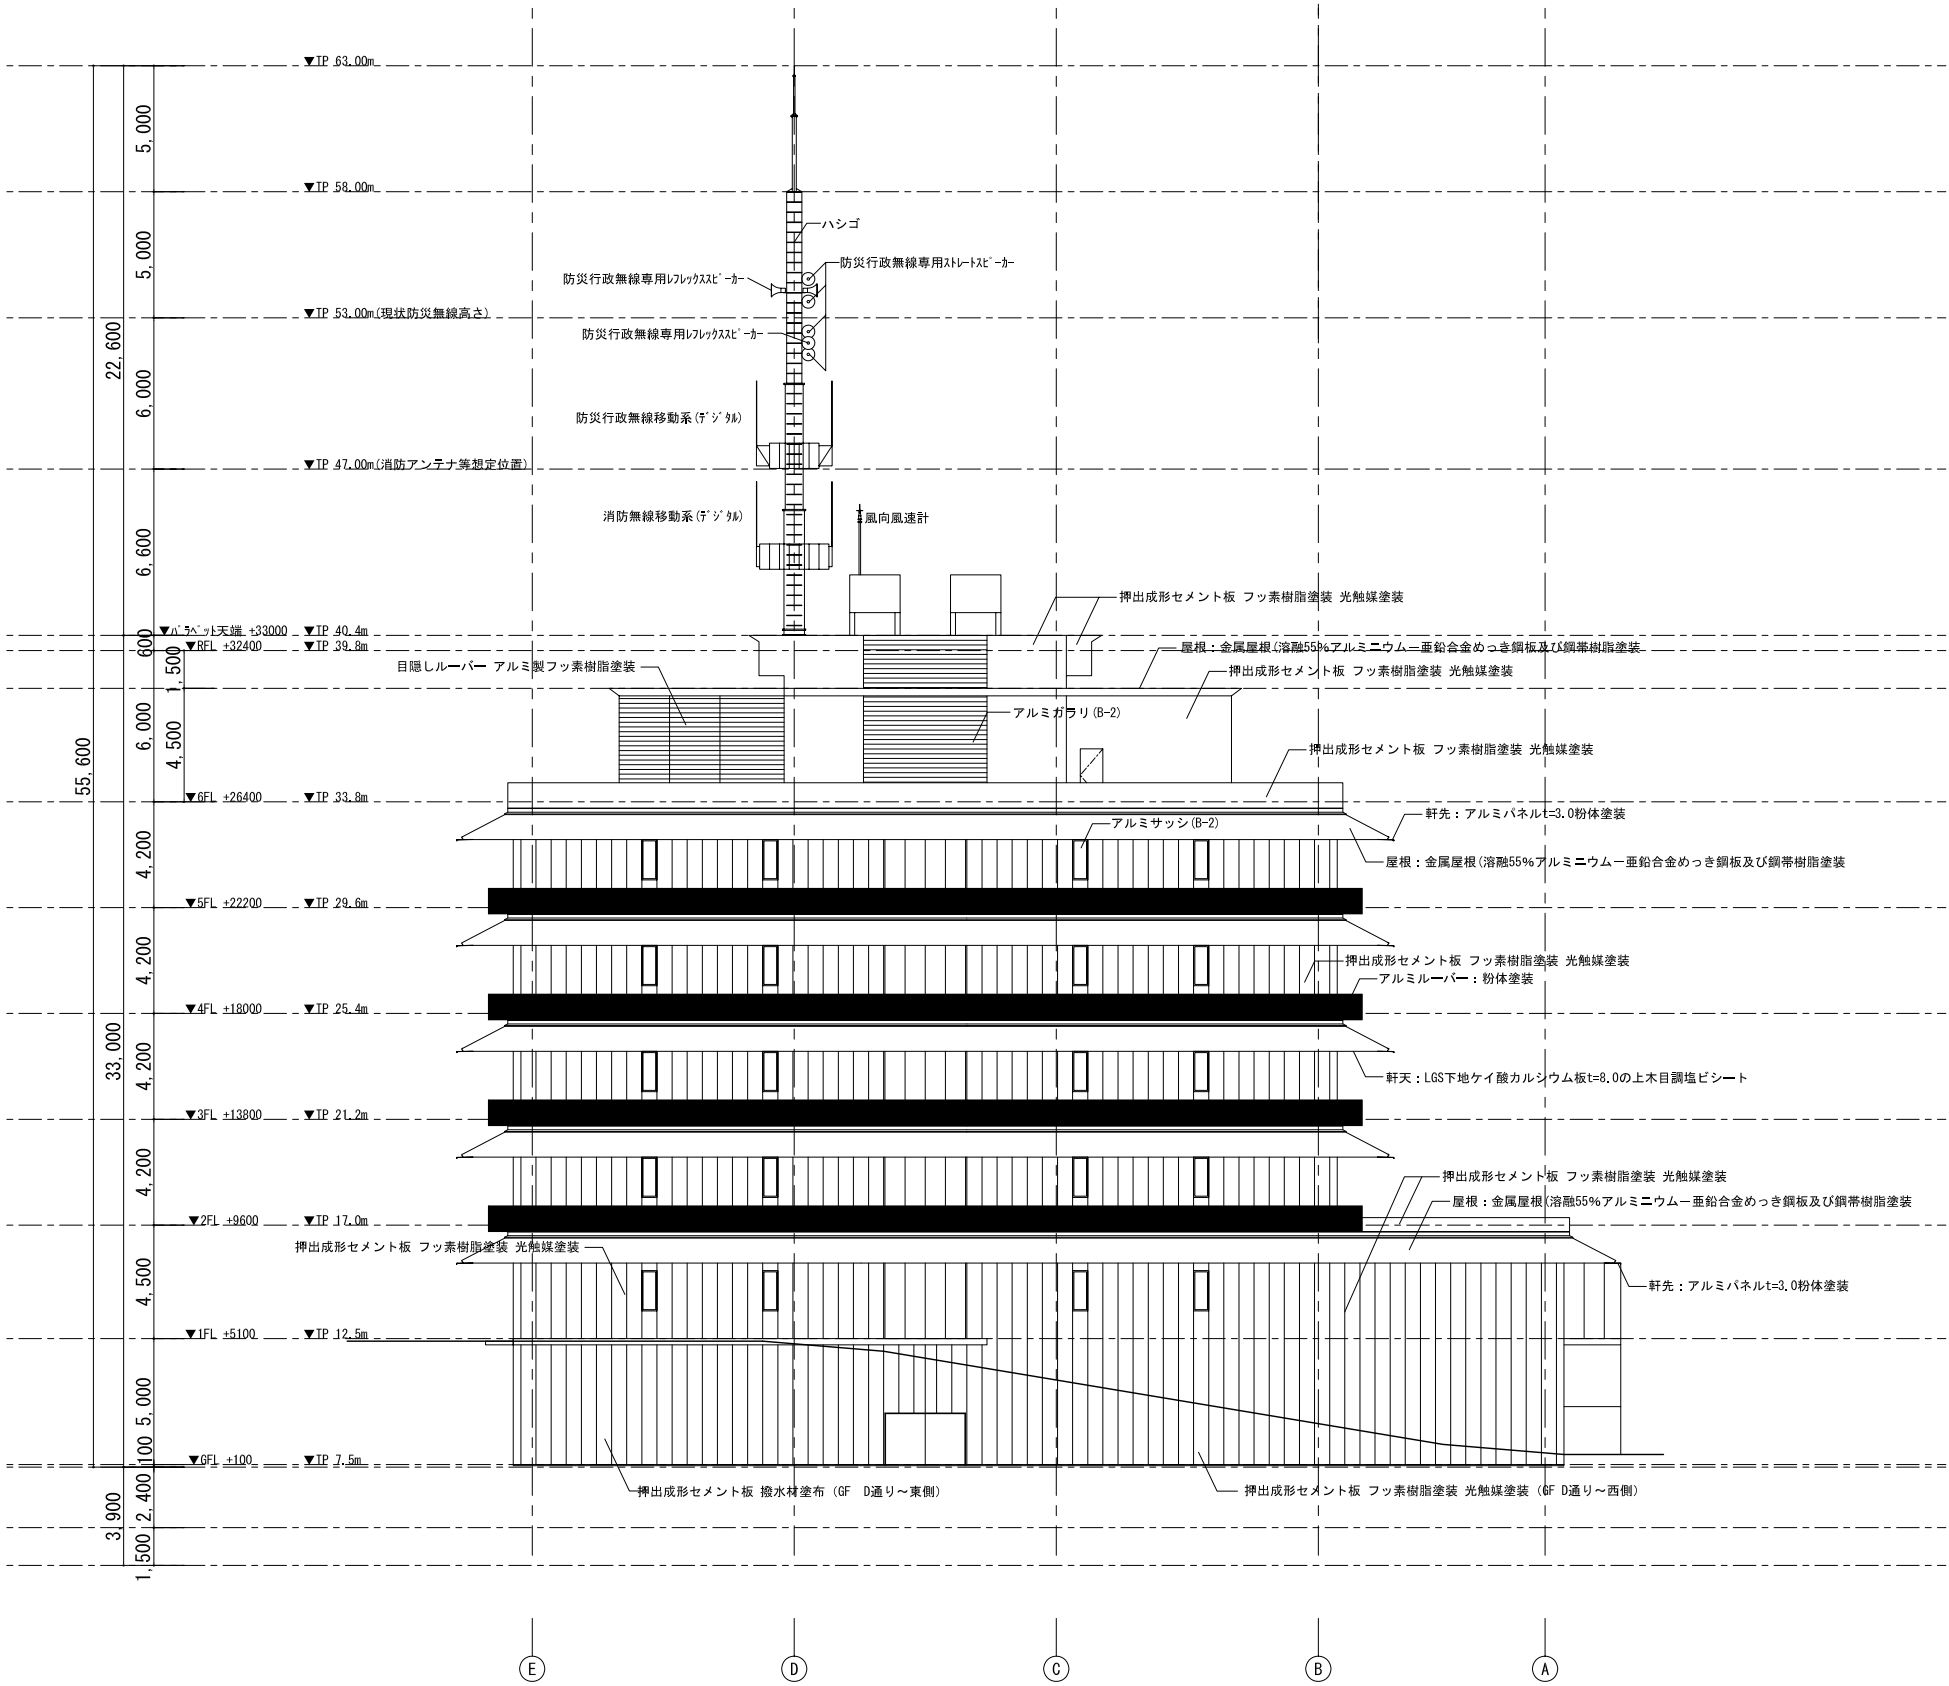 ▼TP 63.00m
5,000
▼TP 58.00m
ハシゴ
5,000
防災行政無線専用ストレートスピーカー
防災行政無線専用レフレックススピーカー
▼TP 53.00m(現状防災無線高さ)
防災行政無線専用レフレックススピーカー
22,600
6,000
防災行政無線移動系(デジタル)
▼TP 47.00m(消防アンテナ等想定位置)
消防無線移動系(デジタル)
風向風速計
6,600
押出成形セメント板 フッ素樹脂塗装 光触媒塗装
▼パラペット天端 +33000 ▼TP 40.4m
600
▼RFL +32400 ▼TP 39.8m
屋根：金属屋根(溶融55%アルミニウムー亜鉛合金めっき鋼板及び鋼帯樹脂塗装
目隠しルーバー アルミ製フッ素樹脂塗装
押出成形セメント板 フッ素樹脂塗装 光触媒塗装
1,500
アルミガラリ(B-2)
6,000
4,500
押出成形セメント板 フッ素樹脂塗装 光触媒塗装
55,600
▼6FL +26400 ▼TP 33.8m
軒先：アルミパネルt=3.0粉体塗装
アルミサッシ(B-2)
4,200
屋根：金属屋根(溶融55%アルミニウムー亜鉛合金めっき鋼板及び鋼帯樹脂塗装
▼5FL +22200 ▼TP 29.6m
4,200
押出成形セメント板 フッ素樹脂塗装 光触媒塗装
アルミルーバー：粉体塗装
▼4FL +18000 ▼TP 25.4m
33,000
4,200
軒天：LGS下地ケイ酸カルシウム板t=8.0の上木目調塩ビシート
▼3FL +13800 ▼TP 21.2m
4,200
押出成形セメント板 フッ素樹脂塗装 光触媒塗装
屋根：金属屋根(溶融55%アルミニウムー亜鉛合金めっき鋼板及び鋼帯樹脂塗装
▼2FL +9600 ▼TP 17.0m
押出成形セメント板 フッ素樹脂塗装 光触媒塗装
4,500
軒先：アルミパネルt=3.0粉体塗装
▼1FL +5100 ▼TP 12.5m
5,000
100
▼GFL +100 ▼TP 7.5m
押出成形セメント板 撥水材塗布（GF D通り～東側）
押出成形セメント板 フッ素樹脂塗装 光触媒塗装（GF D通り～西側）
2,400
3,900
1,500
E D C B A